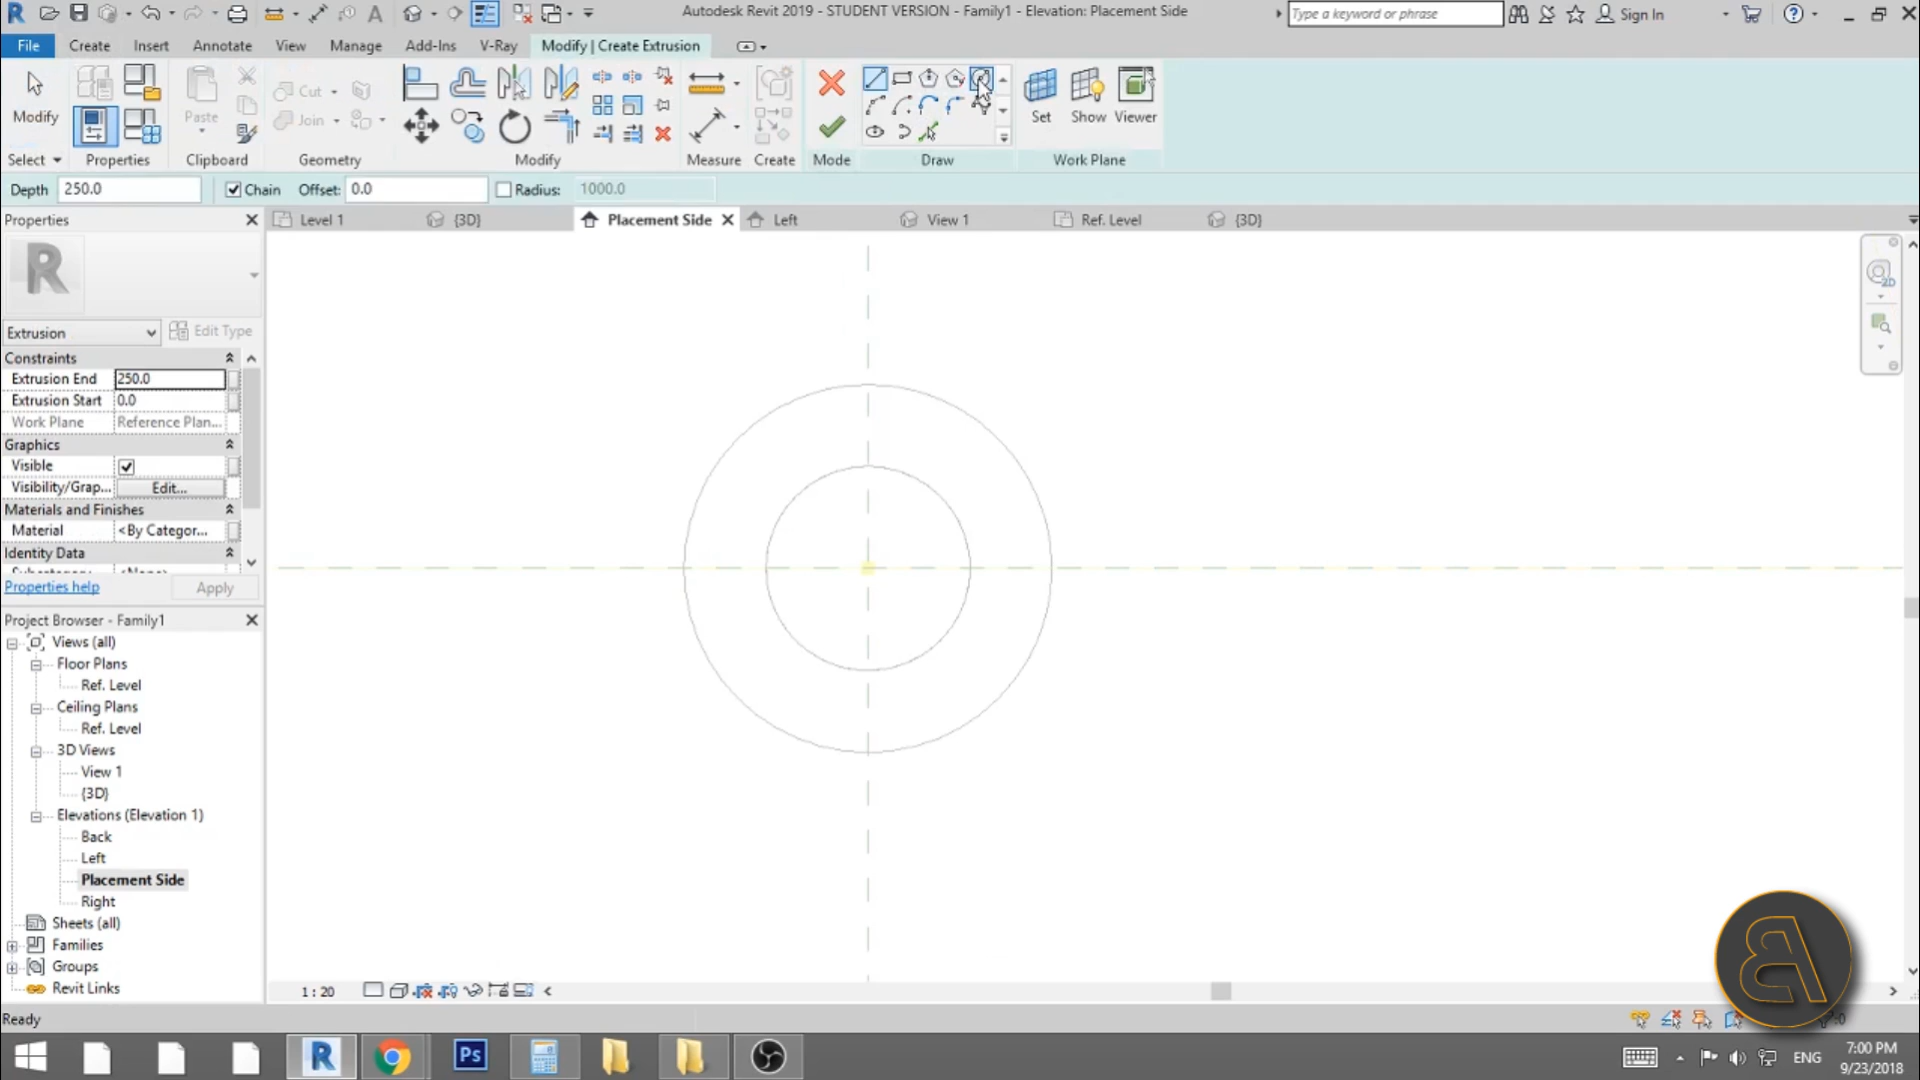 Autodesk Revit 2019 - STUDENT VERSION - Family1 - Elevation: Placement Side
Type a keyword or phrase
Sign In
File Create Insert Annotate View Manage Add-Ins V-Ray Modify | Create Extrusion
Modify
Paste
Cut
Join
Set Show Viewer
Select Properties Clipboard Geometry Modify Measure Create Mode Draw Work Plane
Depth 250.0 Chain Offset: 0.0 Radius: 1000.0
Properties
Level 1 {3D} Placement Side Left View 1 Ref. Level {3D}
Extrusion Edit Type
Constraints
Extrusion End 250.0
Extrusion Start 0.0
Work Plane Reference Plan...
Graphics
Visible
Visibility/Grap... Edit...
Materials and Finishes
Material <By Categor...
Identity Data
Properties help Apply
Project Browser - Family1
Views (all)
Floor Plans
Ref. Level
Ceiling Plans
Ref. Level
3D Views
View 1
{3D}
Elevations (Elevation 1)
Back
Left
Placement Side
Right
Sheets (all)
Families
Groups
Revit Links
1 : 20
Ready
ENG
7:00 PM
9/23/2018